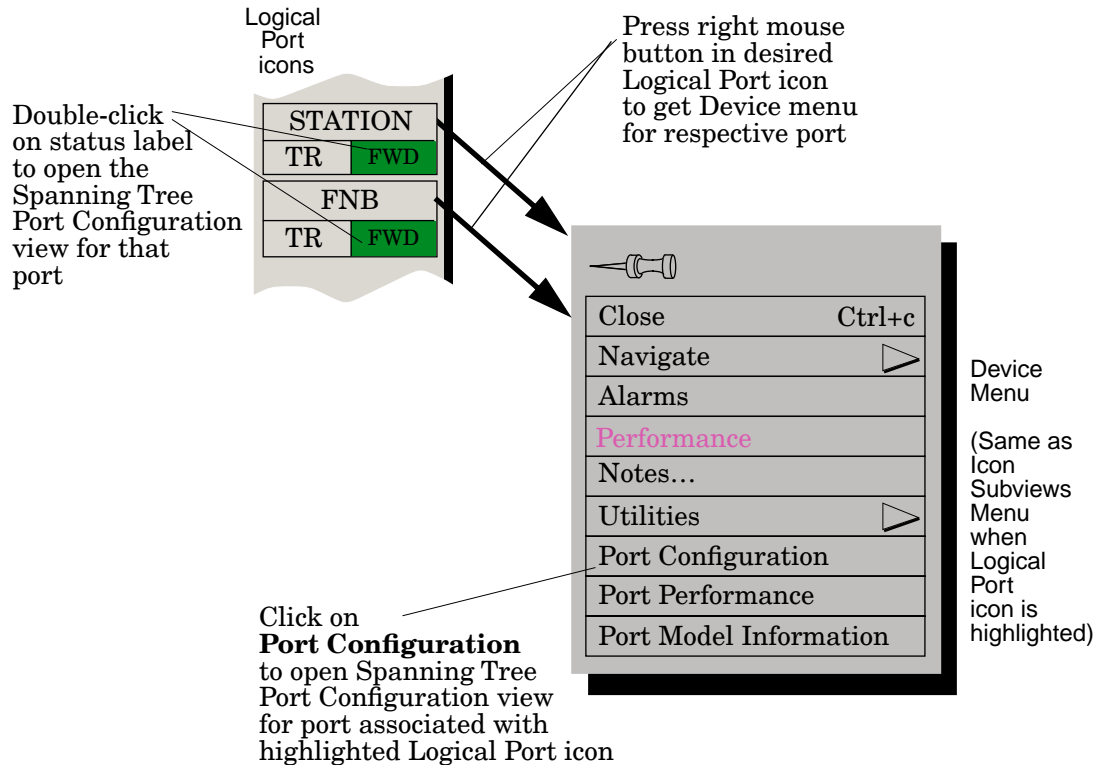 Logical
Port
icons
Press right mouse
button in desired
Logical Port icon
to get Device menu
for respective port
Double-click
on status label
to open the
Spanning Tree
Port Configuration
view for that
port
STATION
TR FWD
FNB
TR FWD
Close Ctrl+c
Navigate
Alarms
Performance
Notes…
Utilities
Port Configuration
Port Performance
Port Model Information
Device
Menu
(Same as
Icon
Subviews
Menu
when
Logical
Port
icon is
highlighted)
Click on
Port Configuration
to open Spanning Tree
Port Configuration view
for port associated with
highlighted Logical Port icon